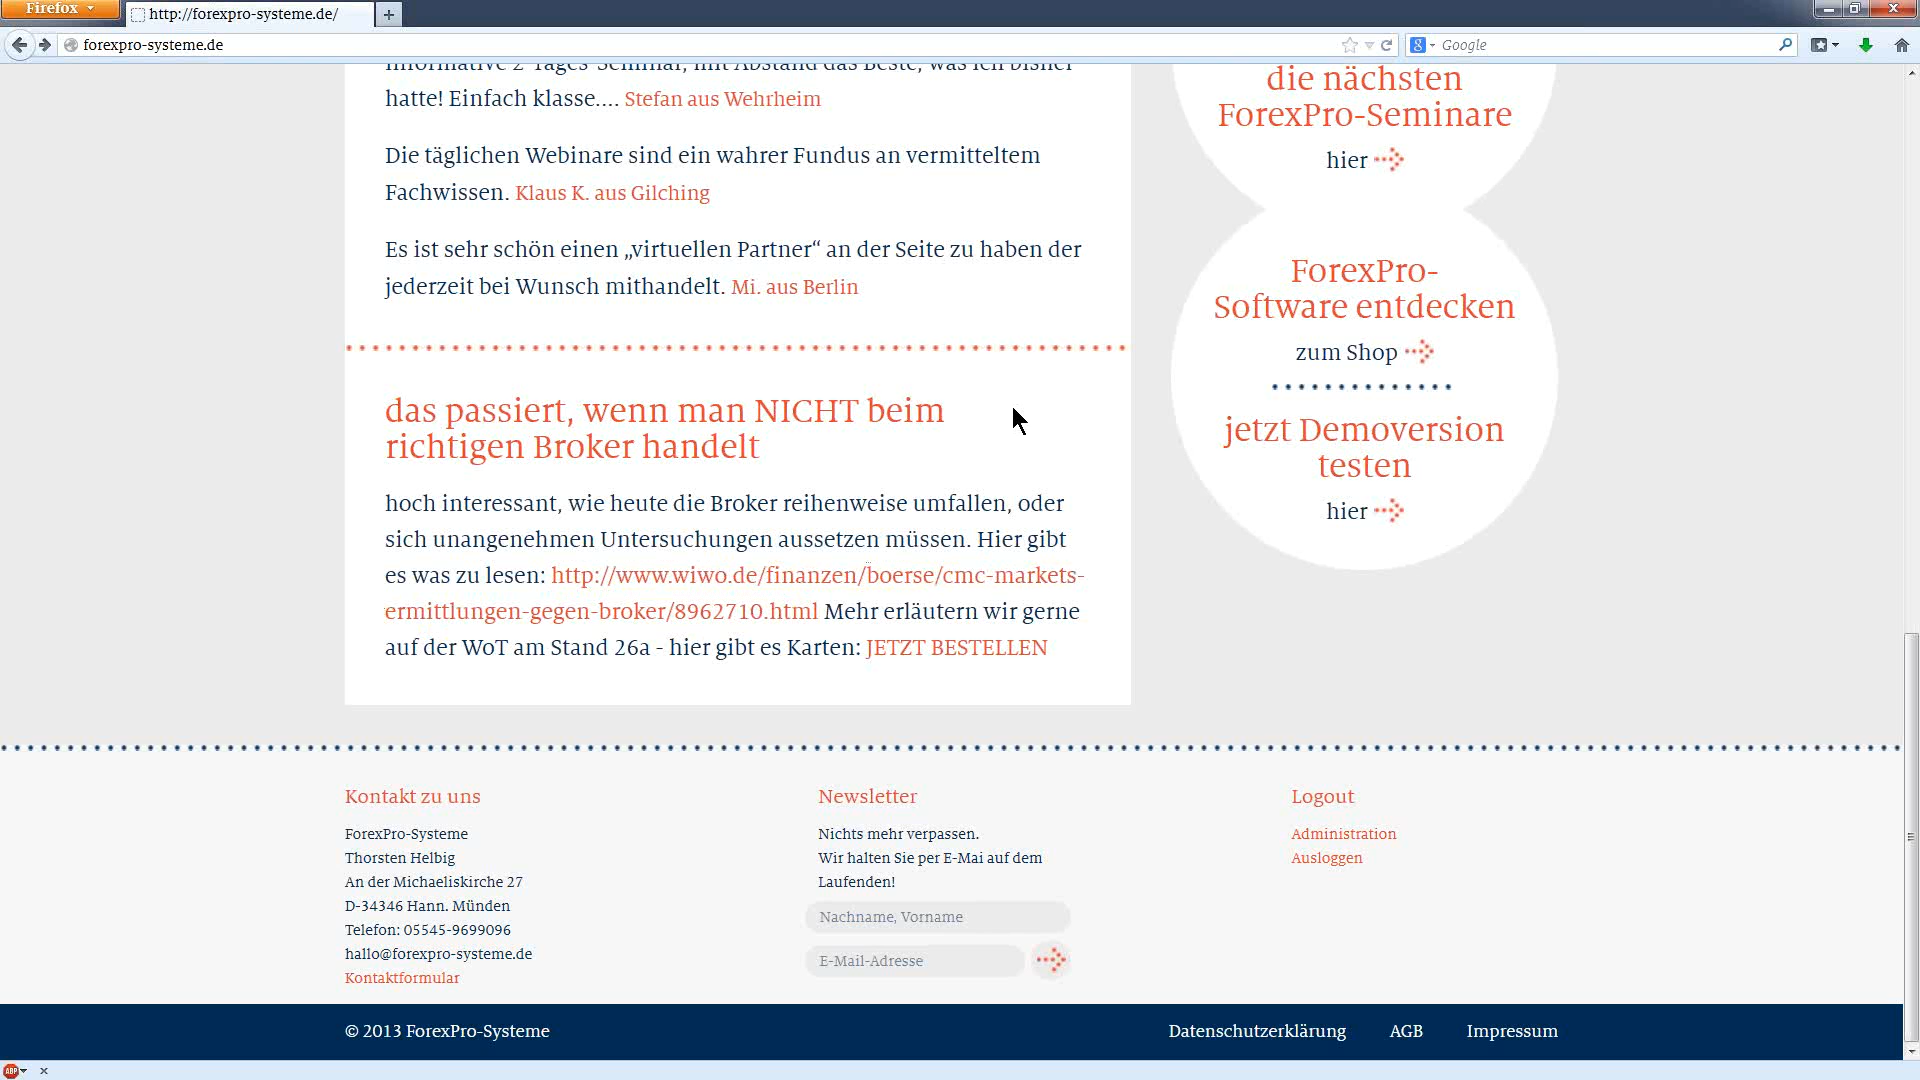 Firefox
http://forexpro-systeme.de/
forexpro-systeme.de
Google
informative 2-Tages-Seminar, mit Abstand das Beste, was ich bisher
hatte! Einfach klasse.... Stefan aus Wehrheim
Die täglichen Webinare sind ein wahrer Fundus an vermitteltem
Fachwissen. Klaus K. aus Gilching
Es ist sehr schön einen „virtuellen Partner“ an der Seite zu haben der
jederzeit bei Wunsch mithandelt. Mi. aus Berlin
das passiert, wenn man NICHT beim
richtigen Broker handelt
hoch interessant, wie heute die Broker reihenweise umfallen, oder
sich unangenehmen Untersuchungen aussetzen müssen. Hier gibt
es was zu lesen: http://www.wiwo.de/finanzen/boerse/cmc-markets-
ermittlungen-gegen-broker/8962710.html Mehr erläutern wir gerne
auf der WoT am Stand 26a - hier gibt es Karten: JETZT BESTELLEN
die nächsten
ForexPro-Seminare
hier
ForexPro-
Software entdecken
zum Shop
jetzt Demoversion
testen
hier
Kontakt zu uns
ForexPro-Systeme
Thorsten Helbig
An der Michaeliskirche 27
D-34346 Hann. Münden
Telefon: 05545-9699096
hallo@forexpro-systeme.de
Kontaktformular
Newsletter
Nichts mehr verpassen.
Wir halten Sie per E-Mai auf dem
Laufenden!
Nachname, Vorname
E-Mail-Adresse
Logout
Administration
Ausloggen
© 2013 ForexPro-Systeme
Datenschutzerklärung
AGB
Impressum
ABP